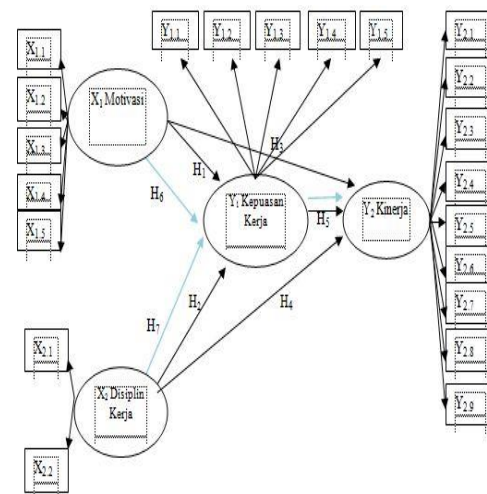 Y1.1 Y1.2 Y1.3 Y1.4 Y1.5
X1.1
X1.2
X1.3
X1.4
X1.5
X1 Motivasi
H1
H3
H6
Y1 Kepuasan
Kerja
H5
Y2 Kinerja
H7
H2
H4
X2.1
X2 Disiplin
Kerja
X2.2
Y2.1
Y2.2
Y2.3
Y2.4
Y2.5
Y2.6
Y2.7
Y2.8
Y2.9